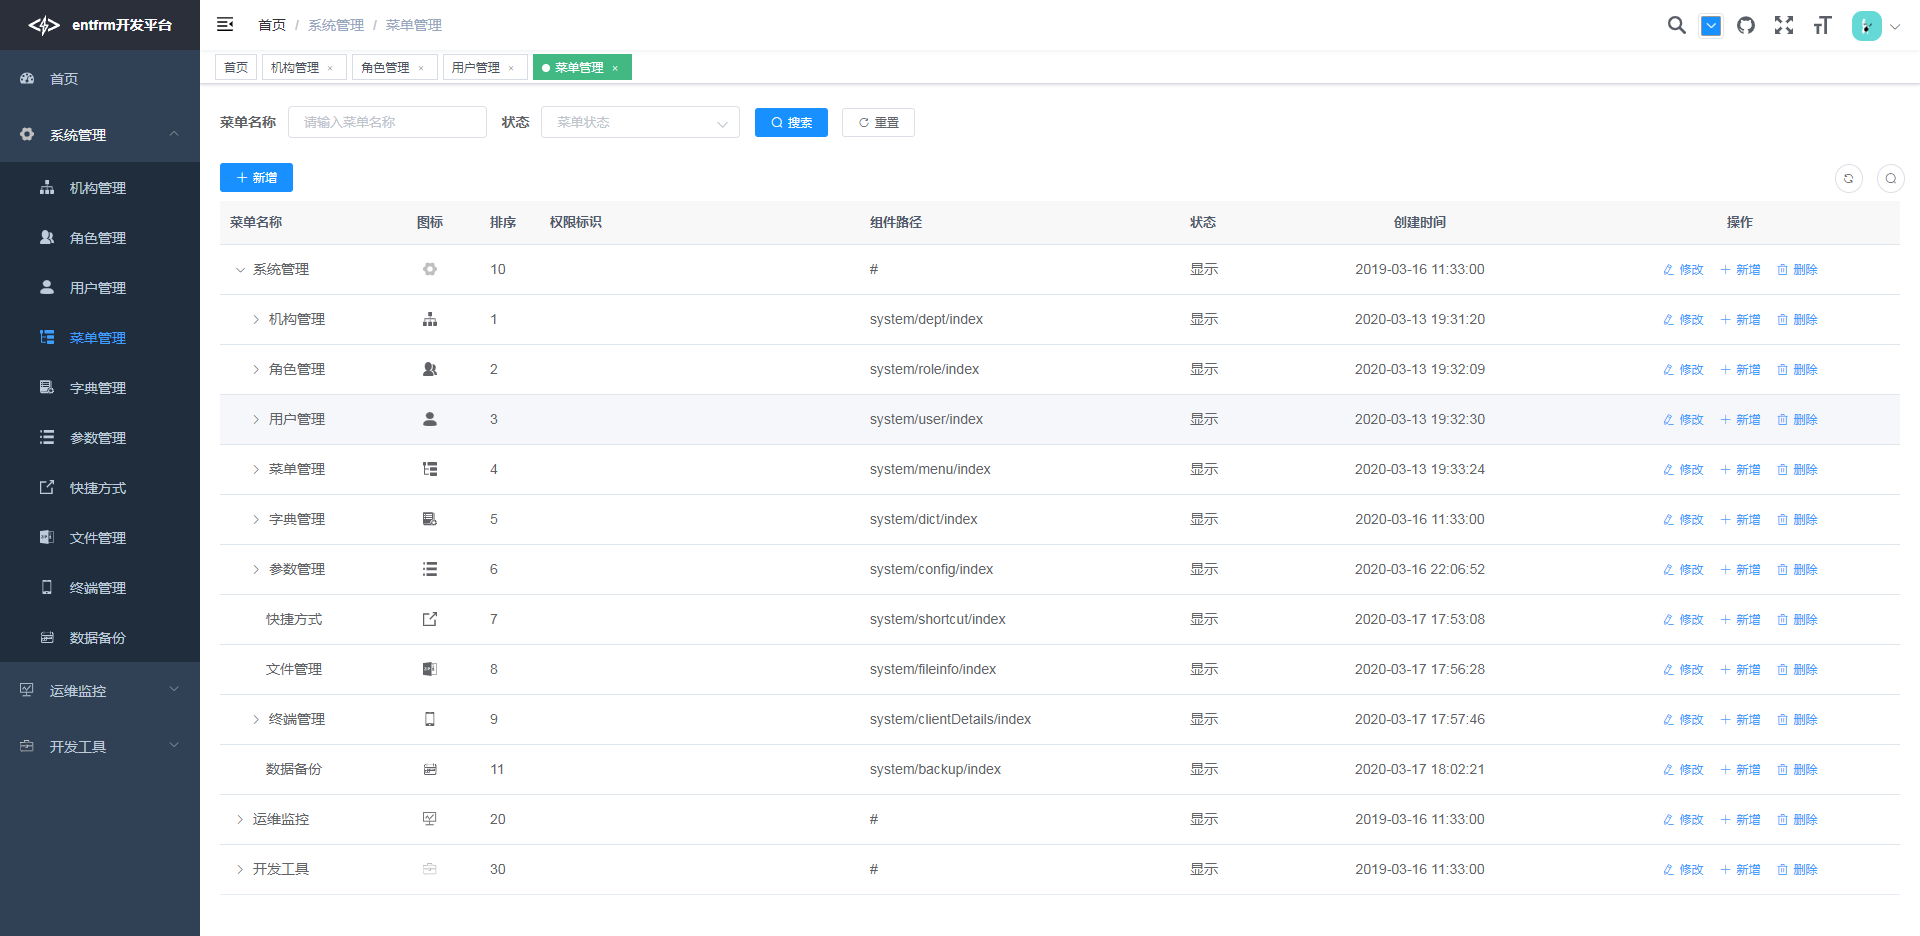 entfrm开发平台
首页
系统管理
机构管理
角色管理
用户管理
菜单管理
字典管理
参数管理
快捷方式
文件管理
终端管理
数据备份
运维监控
开发工具
首页 / 系统管理 / 菜单管理
首页 机构管理 × 角色管理 × 用户管理 × 菜单管理 ×
菜单名称 请输入菜单名称 状态 菜单状态 搜索 重置
新增
菜单名称 图标 排序 权限标识 组件路径 状态 创建时间 操作
系统管理 10 # 显示 2019-03-16 11:33:00 修改 新增 删除
机构管理 1 system/dept/index 显示 2020-03-13 19:31:20 修改 新增 删除
角色管理 2 system/role/index 显示 2020-03-13 19:32:09 修改 新增 删除
用户管理 3 system/user/index 显示 2020-03-13 19:32:30 修改 新增 删除
菜单管理 4 system/menu/index 显示 2020-03-13 19:33:24 修改 新增 删除
字典管理 5 system/dict/index 显示 2020-03-16 11:33:00 修改 新增 删除
参数管理 6 system/config/index 显示 2020-03-16 22:06:52 修改 新增 删除
快捷方式 7 system/shortcut/index 显示 2020-03-17 17:53:08 修改 新增 删除
文件管理 8 system/fileinfo/index 显示 2020-03-17 17:56:28 修改 新增 删除
终端管理 9 system/clientDetails/index 显示 2020-03-17 17:57:46 修改 新增 删除
数据备份 11 system/backup/index 显示 2020-03-17 18:02:21 修改 新增 删除
运维监控 20 # 显示 2019-03-16 11:33:00 修改 新增 删除
开发工具 30 # 显示 2019-03-16 11:33:00 修改 新增 删除